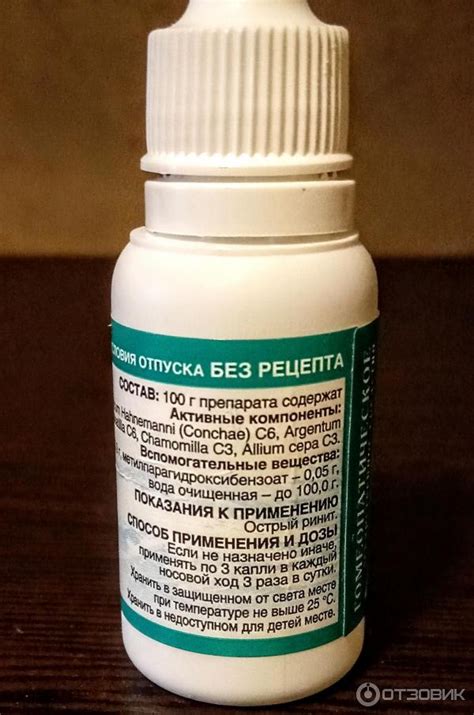 ОТПУСКА БЕЗ РЕЦЕПТА
СОСТАВ: 100 г препарата содержат
Активные компоненты:
Hahnemanni (Conchae) C6, Argentum
C6, Chamomilla C3, Allium cepa C3.
Вспомогательные вещества:
метилпарагидроксибензоат – 0,05 г,
вода очищенная – до 100,0 г.
ПОКАЗАНИЯ К ПРИМЕНЕНИЮ
Острый ринит.
СПОСОБ ПРИМЕНЕНИЯ И ДОЗЫ
Если не назначено иначе,
применять по 3 капли в каждый
носовой ход 3 раза в сутки.
Хранить в защищенном от света месте
при температуре не выше 25 °С.
Хранить в недоступном для детей месте.
ГОМЕОПАТИЧЕСКОЕ
ОТЗОВИК